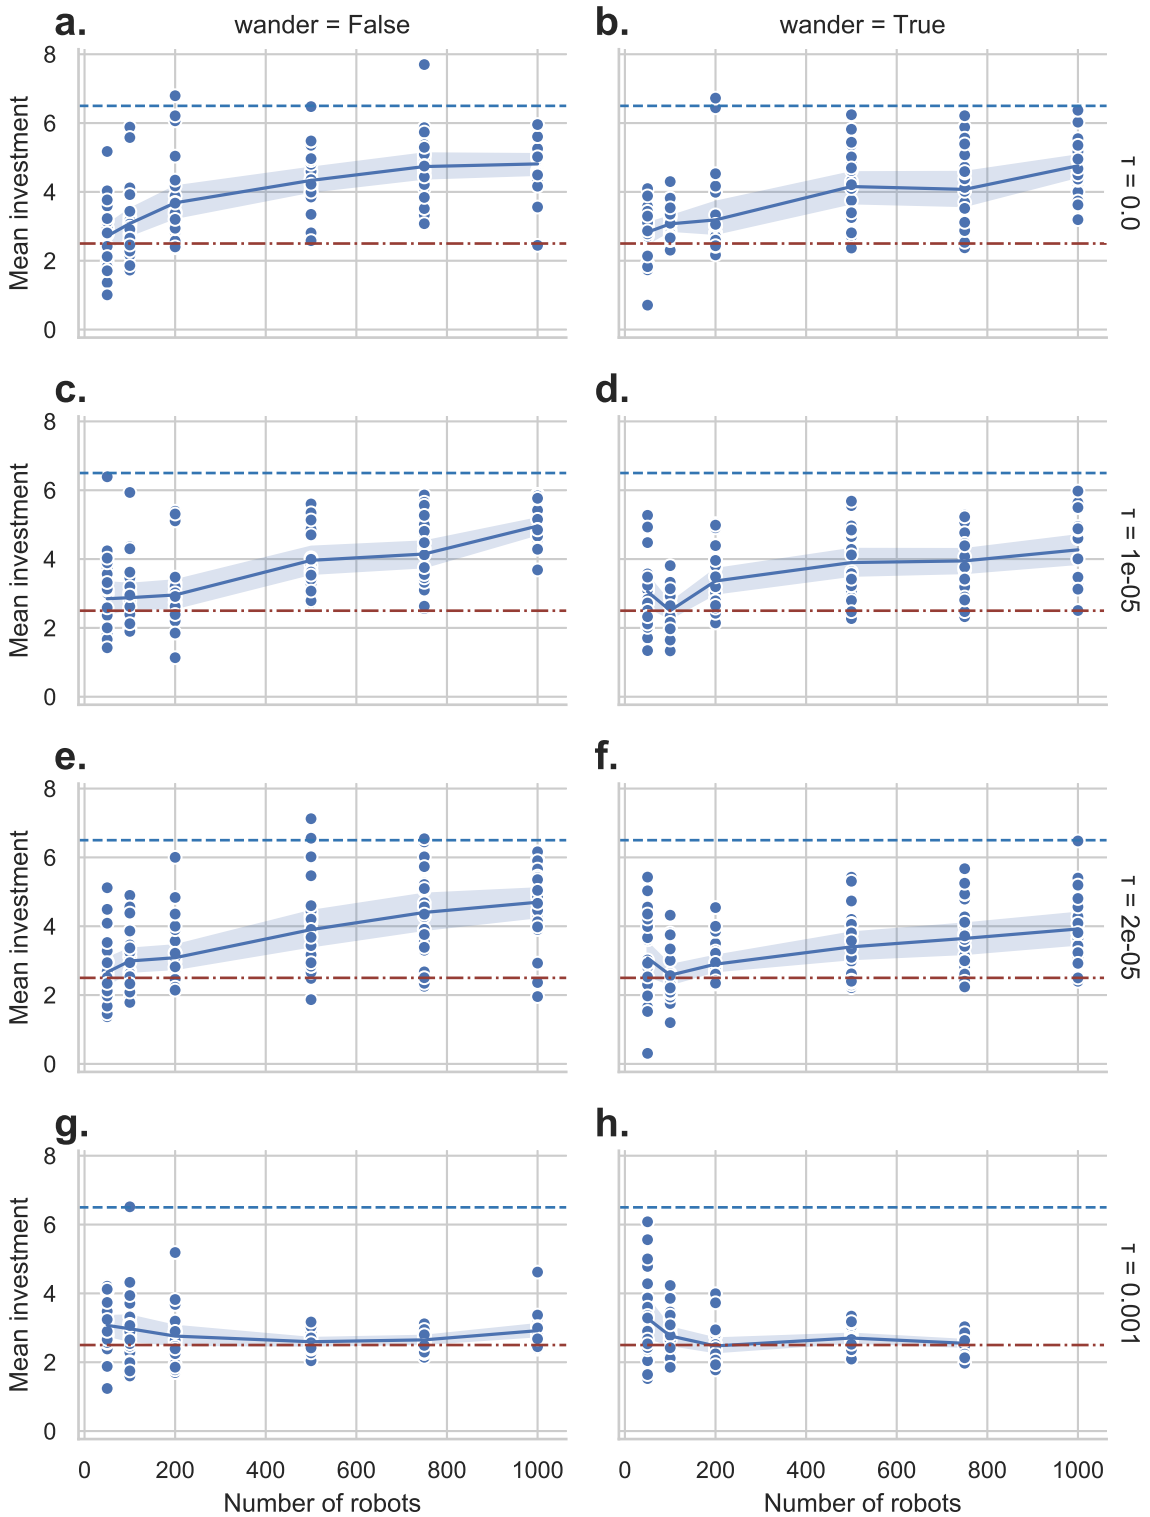 a. wander = False
b. wander = True
8
6
4
2
0
Mean investment
τ = 0.0
c.
d.
8
6
4
2
0
Mean investment
τ = 1e-05
e.
f.
8
6
4
2
0
Mean investment
τ = 2e-05
g.
h.
8
6
4
2
0
Mean investment
τ = 0.001
0 200 400 600 800 1000
0 200 400 600 800 1000
Number of robots
Number of robots